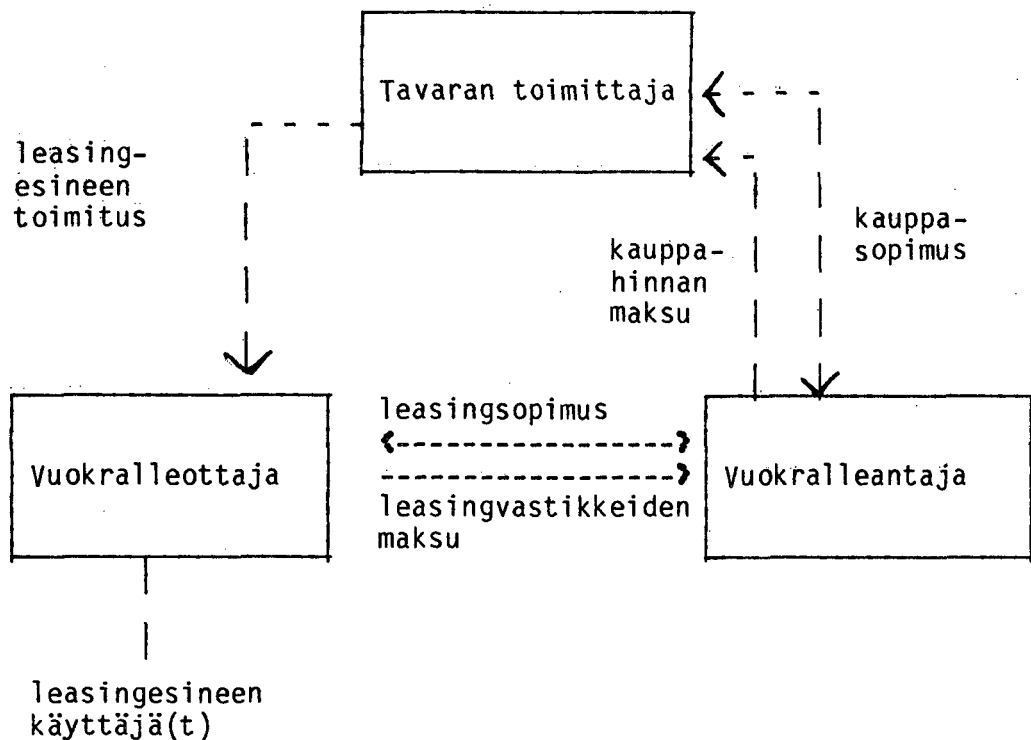 Tavaran toimittaja
leasing-
esineen
toimitus
kauppa-
sopimus
kauppa-
hinnan
maksu
leasingsopimus
Vuokralleottaja
Vuokralleantaja
leasingvastikkeiden
maksu
leasingesineen
käyttäjä(t)